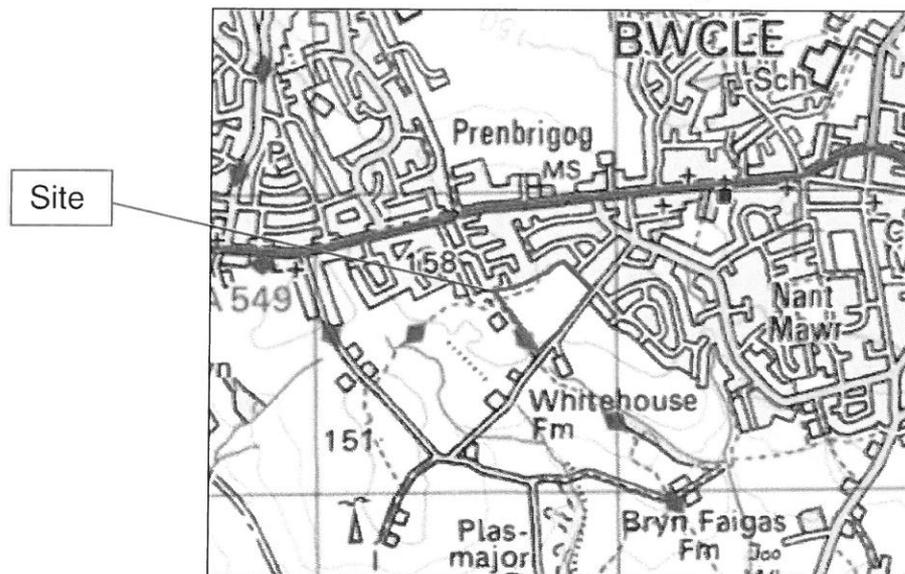 BWCLE
Sch
Prenbrigog
P
MS
Site
158
A 549
C
Nant
Mawr
Whitehouse
Fm
151
Plas-
major
Bryn Faigas
Fm